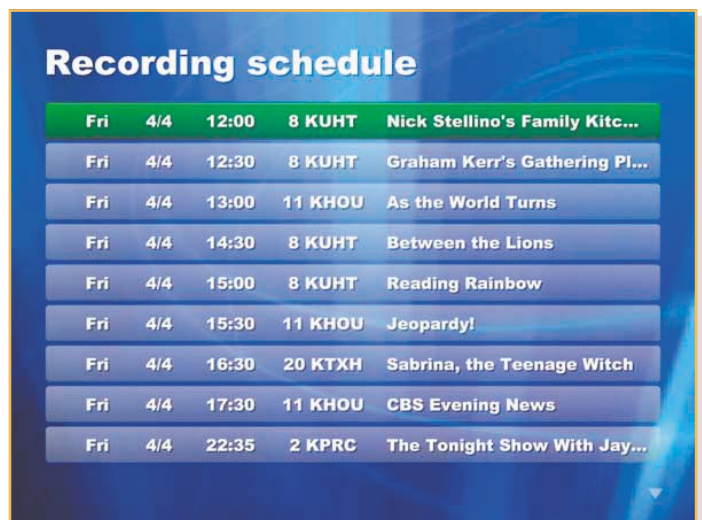 Recording schedule
Fri 4/4 12:00 8 KUHT Nick Stellino's Family Kitc...
Fri 4/4 12:30 8 KUHT Graham Kerr's Gathering Pl...
Fri 4/4 13:00 11 KHOU As the World Turns
Fri 4/4 14:30 8 KUHT Between the Lions
Fri 4/4 15:00 8 KUHT Reading Rainbow
Fri 4/4 15:30 11 KHOU Jeopardy!
Fri 4/4 16:30 20 KTXH Sabrina, the Teenage Witch
Fri 4/4 17:30 11 KHOU CBS Evening News
Fri 4/4 22:35 2 KPRC The Tonight Show With Jay...